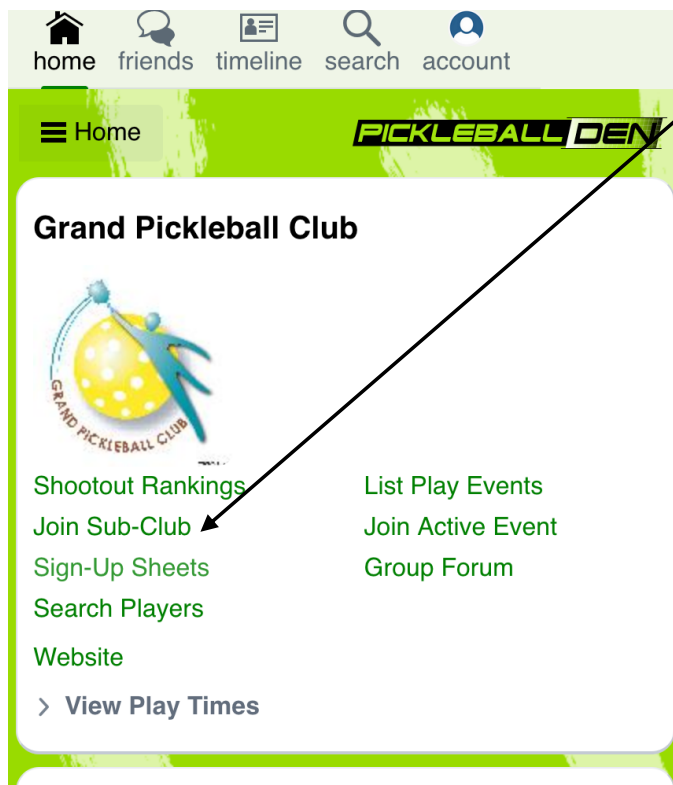 home friends timeline search account
Home
PICKLEBALL DEN
Grand Pickleball Club
GRAND PICKLEBALL CLUB
Shootout Rankings List Play Events
Join Sub-Club Join Active Event
Sign-Up Sheets Group Forum
Search Players
Website
View Play Times